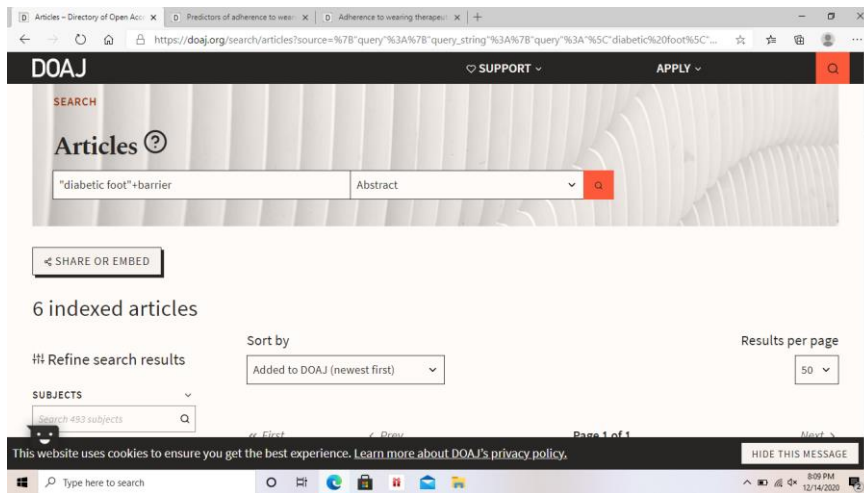 Articles – Directory of Open Acc
Predictors of adherence to wear
Adherence to wearing therapeut
https://doaj.org/search/articles?source=%7B"query"%3A%7B"query_string"%3A%7B"query"%3A"%5C"diabetic%20foot%5C"...
DOAJ
SUPPORT
APPLY
SEARCH
Articles ?
"diabetic foot"+barrier
Abstract
SHARE OR EMBED
6 indexed articles
Sort by
Results per page
Refine search results
Added to DOAJ (newest first)
50
SUBJECTS
Search 493 subjects
« First
‹ Prev
Page 1 of 1
Next ›
This website uses cookies to ensure you get the best experience. Learn more about DOAJ's privacy policy.
HIDE THIS MESSAGE
Type here to search
8:09 PM
12/14/2020